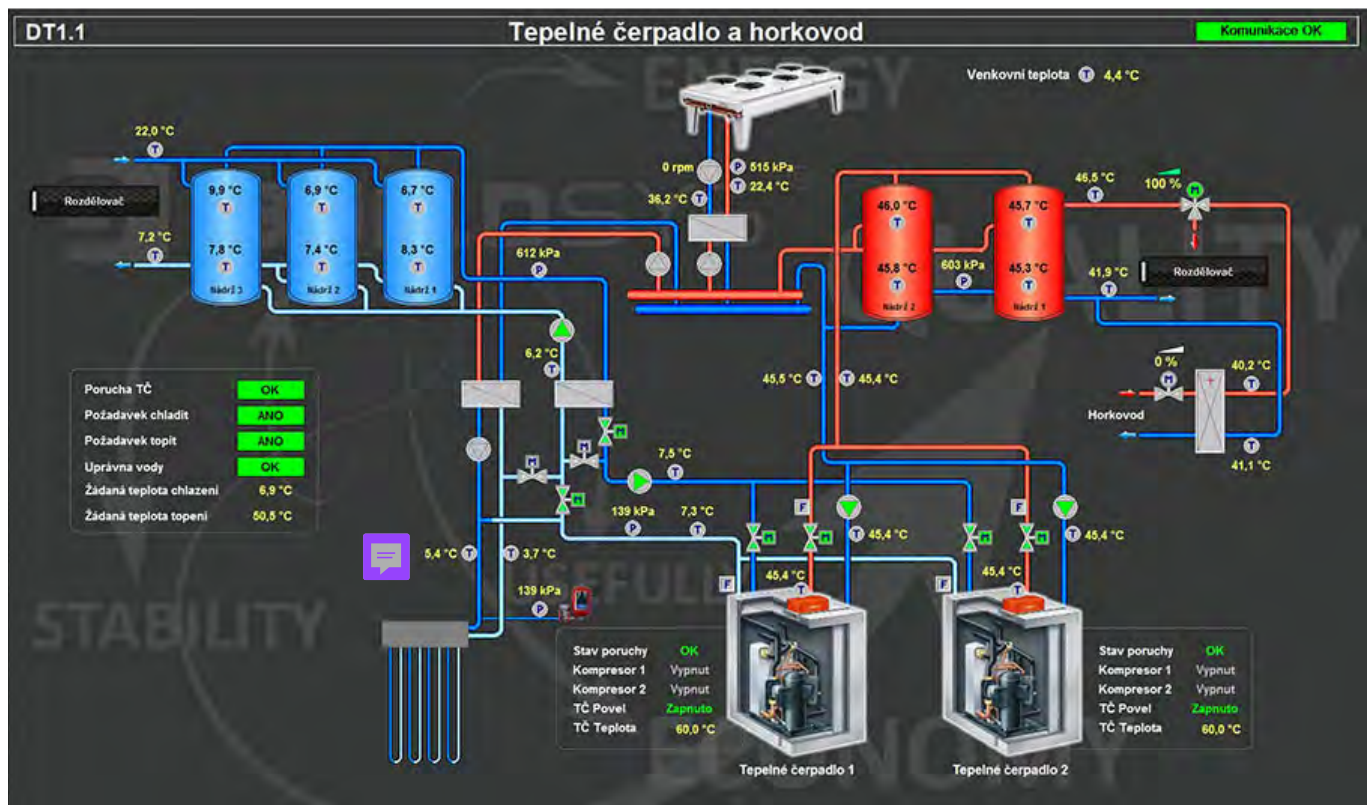 DT1.1
Tepelné čerpadlo a horkovod
Komunikace OK
ENERGY
Venkovní teplota T 4,4 °C
22,0 °C
T
0 rpm
P 515 kPa
T 22,4 °C
36,2 °C T
46,5 °C
T
100 %
M
9,9 °C
T
6,9 °C
T
6,7 °C
T
46,0 °C
T
45,7 °C
T
Rozdělovač
7,2 °C
T
7,8 °C
T
7,4 °C
T
8,3 °C
T
Nádrž 3
Nádrž 2
Nádrž 1
612 kPa
P
45,8 °C
T
603 kPa
P
45,3 °C
T
Nádrž 2
Nádrž 1
41,9 °C
T
Rozdělovač
QUALITY
6,2 °C
T
45,5 °C T
T 45,4 °C
0 %
M
40,2 °C
T
Horkovod
T
41,1 °C
Porucha TČ OK
Požadavek chladit ANO
Požadavek topit ANO
Uprávna vody OK
Žádaná teplota chlazení 6,9 °C
Žádaná teplota topení 50,5 °C
M
M
M
M
7,5 °C
T
139 kPa
P
7,3 °C
T
F
F
M
M
M
M
T 45,4 °C
T 45,4 °C
5,4 °C T
T 3,7 °C
USEFULL
STABILITY
139 kPa
P
F
45,4 °C
T
F
45,4 °C
T
Stav poruchy OK
Kompresor 1 Vypnut
Kompresor 2 Vypnut
TČ Povel Zapnuto
TČ Teplota 60,0 °C
Stav poruchy OK
Kompresor 1 Vypnut
Kompresor 2 Vypnut
TČ Povel Zapnuto
TČ Teplota 60,0 °C
ECONOMY
Tepelné čerpadlo 1
Tepelné čerpadlo 2